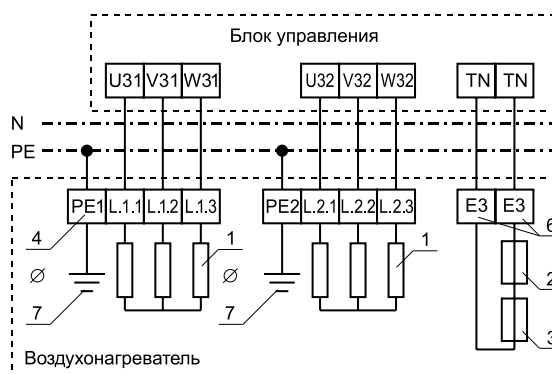 Блок управления
U31 V31 W31 U32 V32 W32 TN TN
N
PE
PE1 L.1.1 L.1.2 L.1.3 PE2 L.2.1 L.2.2 L.2.3 E3 E3
4 1 1 6
7 7 2
3
Воздухонагреватель